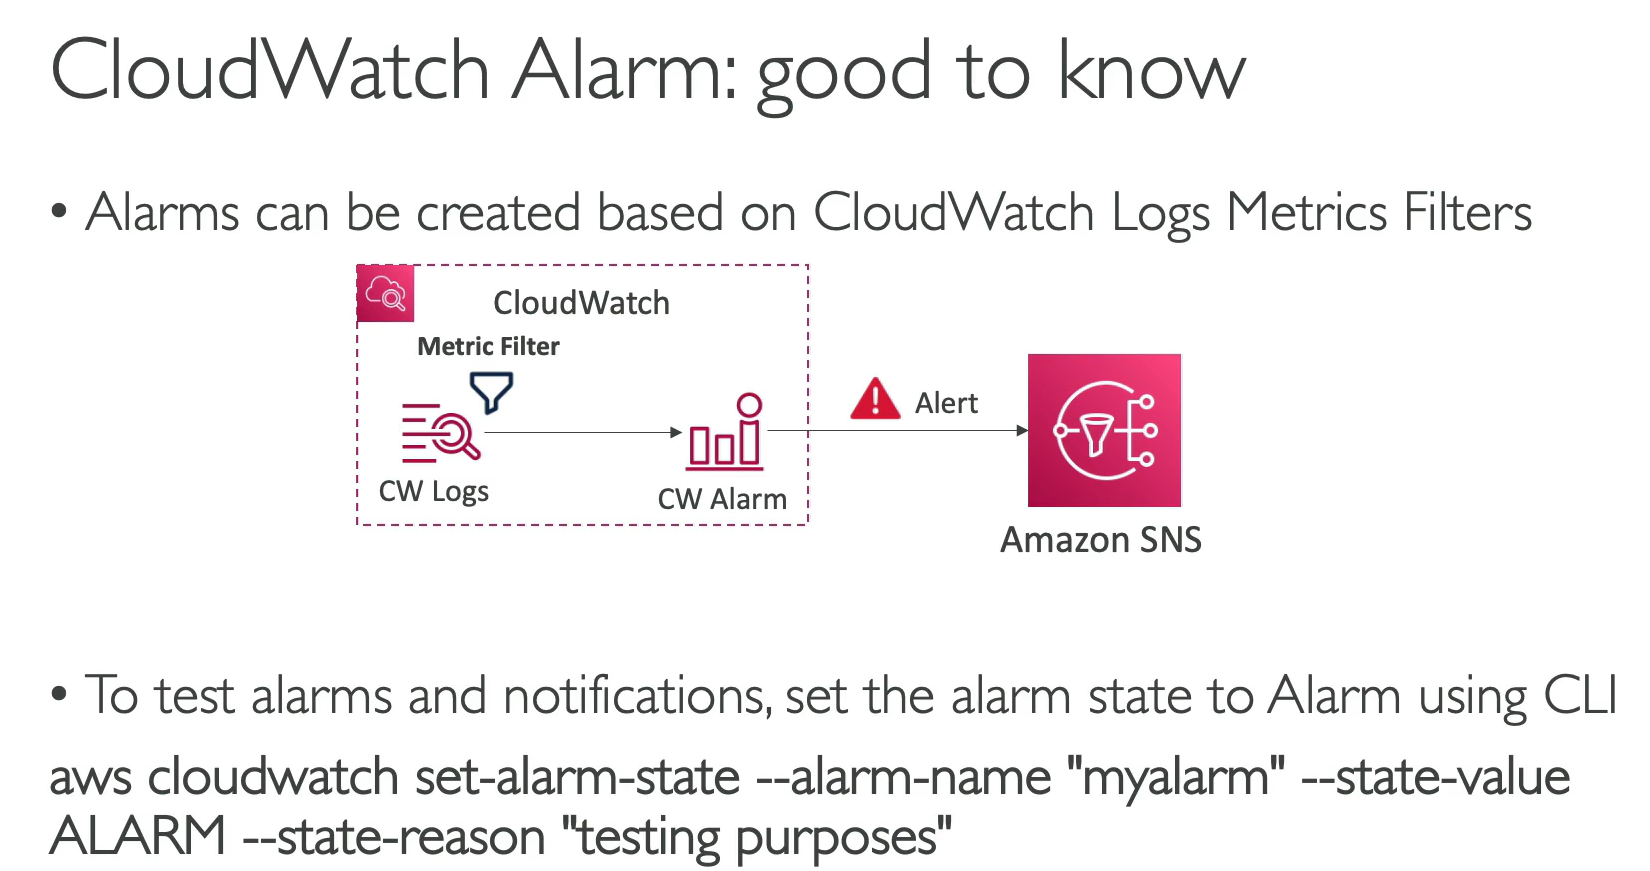 CloudWatch Alarm: good to know
• Alarms can be created based on CloudWatch Logs Metrics Filters
CloudWatch
Metric Filter
Alert
CW Logs
CW Alarm
Amazon SNS
• To test alarms and notifications, set the alarm state to Alarm using CLI
aws cloudwatch set-alarm-state --alarm-name "myalarm" --state-value
ALARM --state-reason "testing purposes"